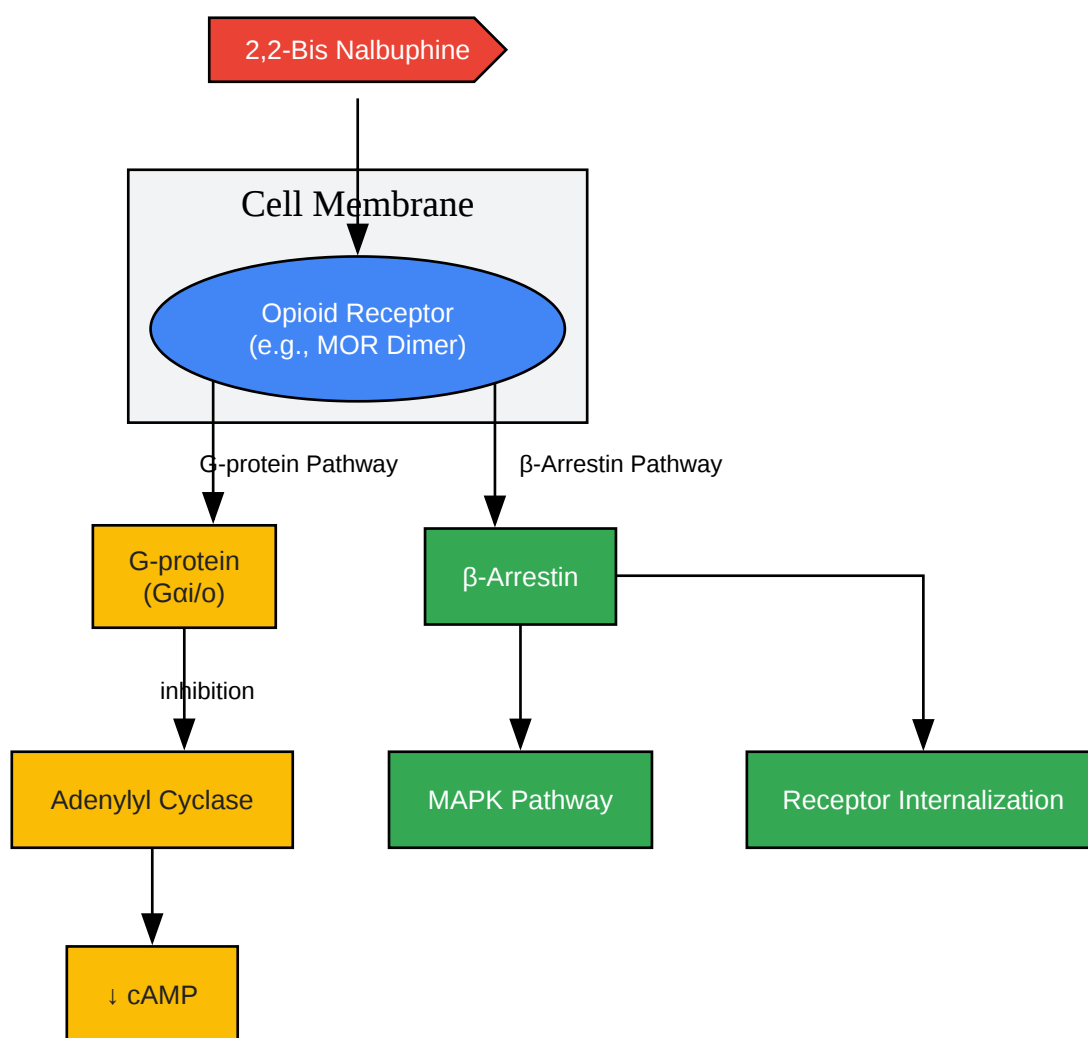 2,2-Bis Nalbuphine
Cell Membrane
Opioid Receptor
(e.g., MOR Dimer)
G-protein Pathway
β-Arrestin Pathway
G-protein
(Gαi/o)
β-Arrestin
inhibition
Adenylyl Cyclase
MAPK Pathway
Receptor Internalization
↓ cAMP